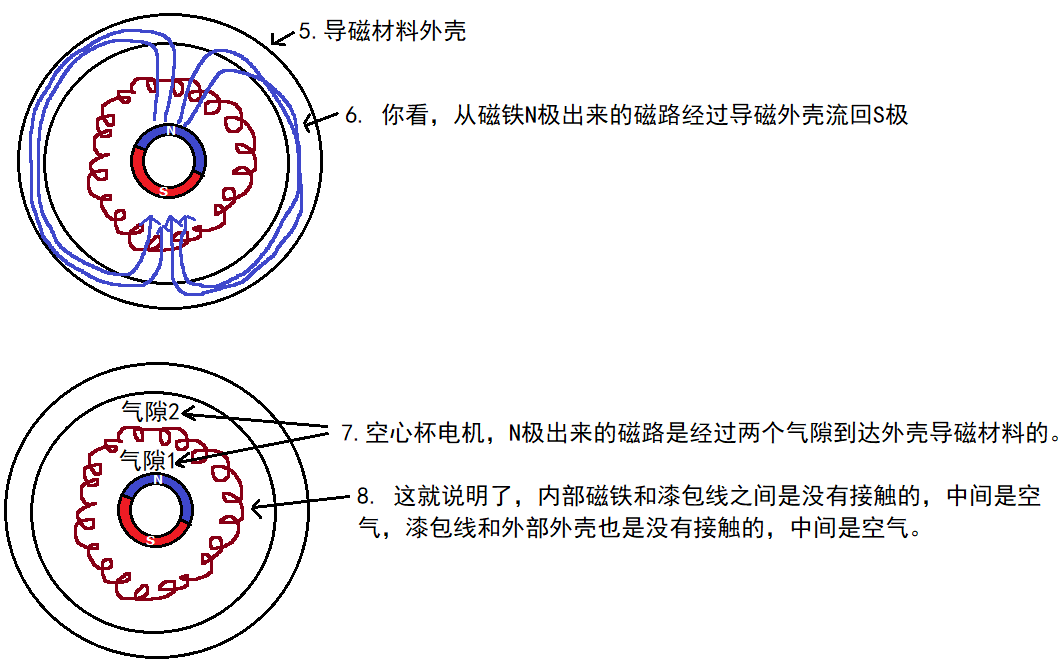 5.导磁材料外壳
N
6. 你看，从磁铁N极出来的磁路经过导磁外壳流回S极
S
气隙2
7.空心杯电机，N极出来的磁路是经过两个气隙到达外壳导磁材料的。
气隙1
N
8. 这就说明了，内部磁铁和漆包线之间是没有接触的，中间是空
气，漆包线和外部外壳也是没有接触的，中间是空气。
S